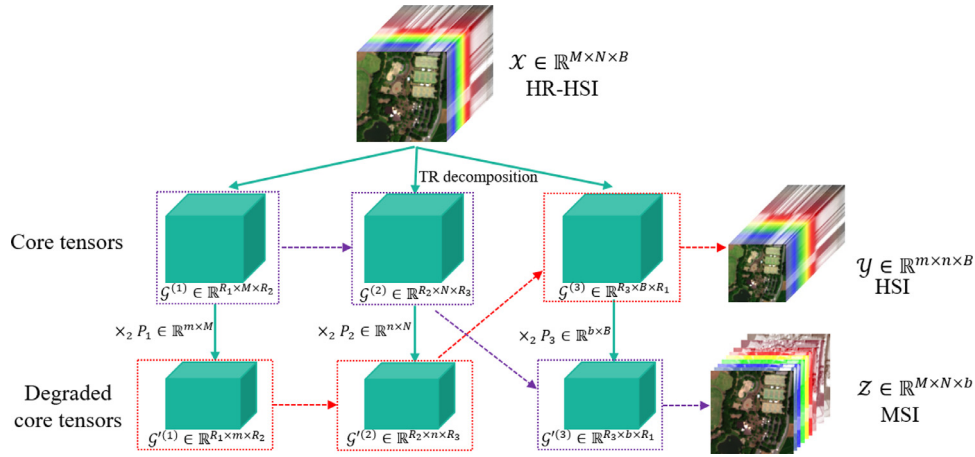 𝒳 ∈ ℝ^{M×N×B}
HR-HSI
TR decomposition
Core tensors
𝒢^{(1)} ∈ ℝ^{R_1×M×R_2}
𝒢^{(2)} ∈ ℝ^{R_2×N×R_3}
𝒢^{(3)} ∈ ℝ^{R_3×B×R_1}
𝒴 ∈ ℝ^{m×n×B}
HSI
×_2 P_1 ∈ ℝ^{m×M}
×_2 P_2 ∈ ℝ^{n×N}
×_2 P_3 ∈ ℝ^{b×B}
Degraded
core tensors
𝒢′^{(1)} ∈ ℝ^{R_1×m×R_2}
𝒢′^{(2)} ∈ ℝ^{R_2×n×R_3}
𝒢′^{(3)} ∈ ℝ^{R_3×b×R_1}
𝒵 ∈ ℝ^{M×N×b}
MSI